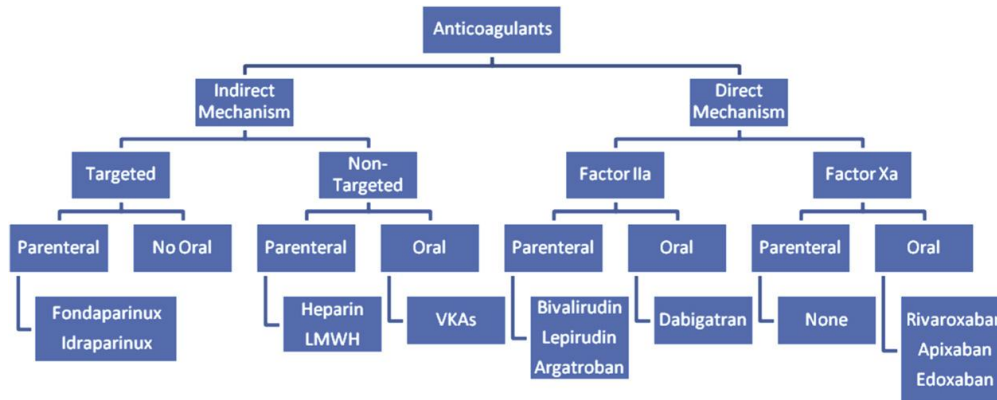 Anticoagulants
Indirect
Mechanism
Direct
Mechanism
Targeted
Non-
Targeted
Factor IIa
Factor Xa
Parenteral
No Oral
Parenteral
Oral
Parenteral
Oral
Parenteral
Oral
Fondaparinux
Idraparinux
Heparin
LMWH
VKAs
Bivalirudin
Lepirudin
Argatroban
Dabigatran
None
Rivaroxaban
Apixaban
Edoxaban